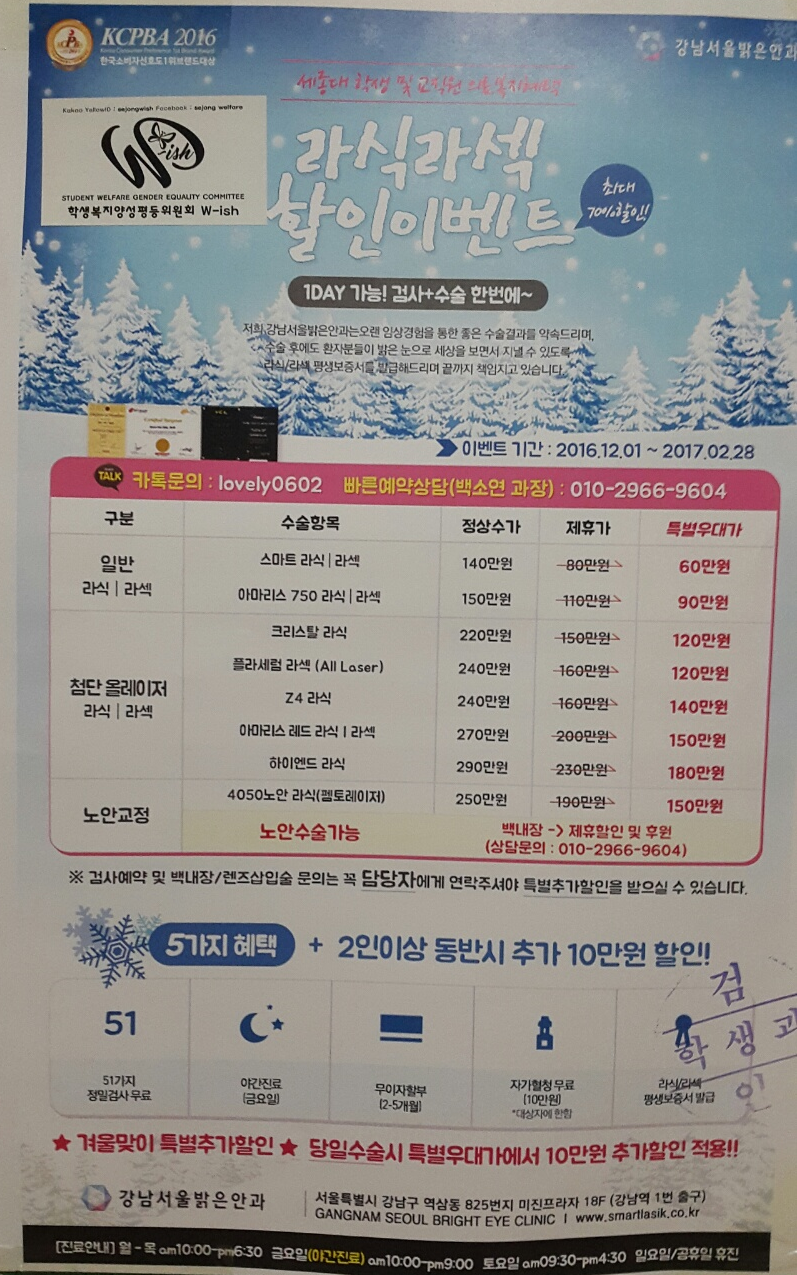 KCPBA 2016
Korea Consumer Preference 1st Brand Award
한국소비자선호도1위브랜드대상
강남서울밝은안과
세종대 학생 및 교직원 의료복지혜택
Kakao YellowID : sejongwish Facebook : sejong welfare
W-ish
STUDENT WELFARE GENDER EQUALITY COMMITTEE
학생복지양성평등위원회 W-ish
라식라섹
할인이벤트
최대
70%할인!
1DAY 가능! 검사+수술 한번에~
저희 강남서울밝은안과는오랜 임상경험을 통한 좋은 수술결과를 약속드리며,
수술 후에도 환자분들이 밝은 눈으로 세상을 보면서 지낼 수 있도록
라식/라섹 평생보증서를 발급해드리며 끝까지 책임지고 있습니다.
이벤트 기간 : 2016.12.01 ~ 2017.02.28
TALK 카톡문의 : lovely0602 빠른예약상담(백소연 과장) : 010-2966-9604
구분 수술항목 정상수가 제휴가 특별우대가
일반
라식 | 라섹
스마트 라식 | 라섹 140만원 80만원 60만원
아마리스 750 라식 | 라섹 150만원 110만원 90만원
첨단 올레이저
라식 | 라섹
크리스탈 라식 220만원 150만원 120만원
플라세럼 라섹 (All Laser) 240만원 160만원 120만원
Z4 라식 240만원 160만원 140만원
아마리스 레드 라식 | 라섹 270만원 200만원 150만원
하이엔드 라식 290만원 230만원 180만원
노안교정
4050노안 라식(펨토레이저) 250만원 190만원 150만원
노안수술가능 백내장 -> 제휴할인 및 후원
(상담문의 : 010-2966-9604)
※ 검사예약 및 백내장/렌즈삽입술 문의는 꼭 담당자에게 연락주셔야 특별추가할인을 받으실 수 있습니다.
5가지 혜택 + 2인이상 동반시 추가 10만원 할인!
51
51가지
정밀검사 무료
야간진료
(금요일)
무이자할부
(2-5개월)
자가혈청 무료
(10만원)
*대상자에 한함
라식/라섹
평생보증서 발급
검
학생과
인
★ 겨울맞이 특별추가할인 ★ 당일수술시 특별우대가에서 10만원 추가할인 적용!!
강남서울밝은안과
서울특별시 강남구 역삼동 825번지 미진프라자 18F (강남역 1번 출구)
GANGNAM SEOUL BRIGHT EYE CLINIC | www.smartlasik.co.kr
[진료안내] 월 - 목 am10:00-pm6:30 금요일(야간진료) am10:00-pm9:00 토요일 am09:30-pm4:30 일요일/공휴일 휴진